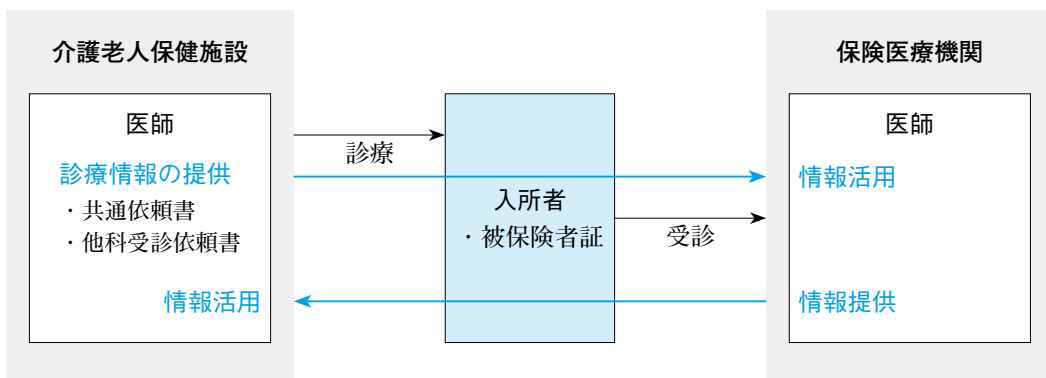 介護老人保健施設
医師
診療情報の提供
・共通依頼書
・他科受診依頼書
情報活用
診療
入所者
・被保険者証
受診
保険医療機関
医師
情報活用
情報提供